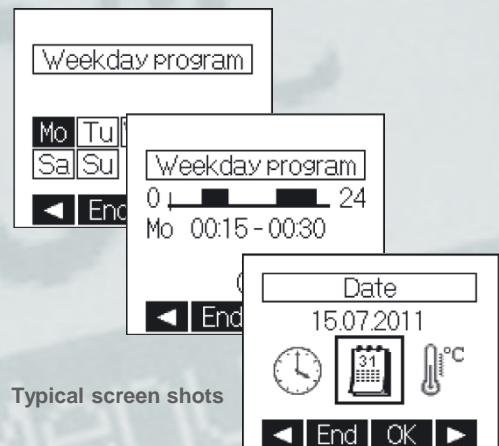 Weekday program
Mo Tu
Sa Su
◄ End
Weekday program
0 24
Mo 00:15 - 00:30
◄ End
Date
15.07.2011
31 °C
◄ End OK ►
Typical screen shots